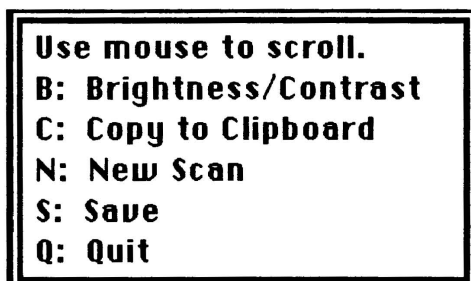 Use mouse to scroll.
B: Brightness/Contrast
C: Copy to Clipboard
N: New Scan
S: Save
Q: Quit